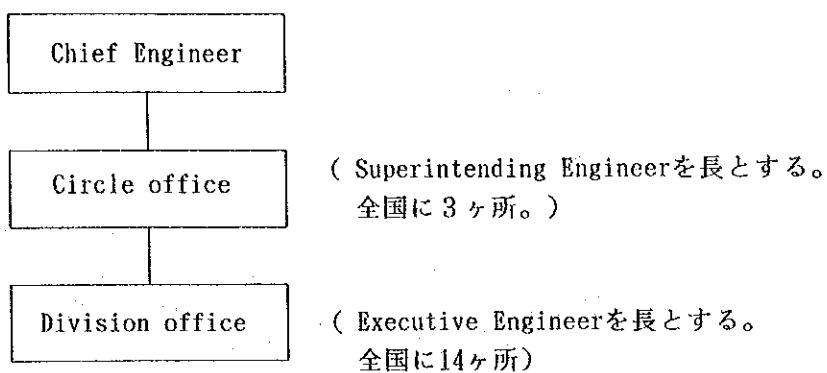 Chief Engineer
Circle office
( Superintending Engineerを長とする。
全国に3ヶ所。)
Division office
( Executive Engineerを長とする。
全国に14ヶ所)